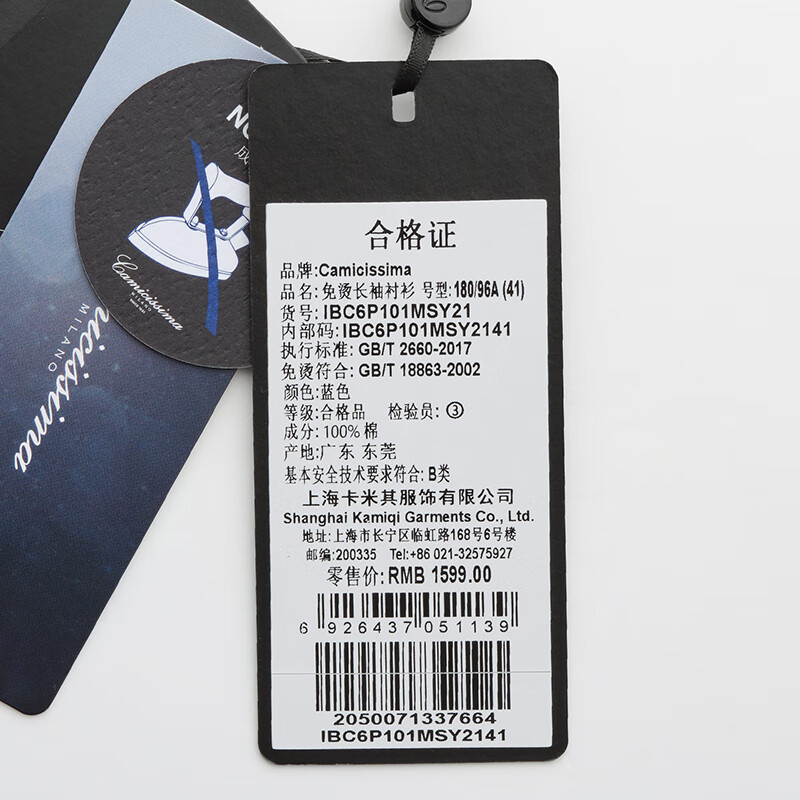 NO
成
Camicissima
MILANO
icissima
MILANO
合格证
品牌:Camicissima
品名: 免烫长袖衬衫 号型:180/96A (41)
货号: IBC6P101MSY21
内部码: IBC6P101MSY2141
执行标准: GB/T 2660-2017
免烫符合: GB/T 18863-2002
颜色:蓝色
等级:合格品 检验员: ③
成分: 100% 棉
产地:广东 东莞
基本安全技术要求符合: B类
上海卡米其服饰有限公司
Shanghai Kamiqi Garments Co., Ltd.
地址:上海市长宁区临虹路168号6号楼
邮编:200335 Tel:+86 021-32575927
零售价: RMB 1599.00
6 926437 051139
2050071337664
IBC6P101MSY2141